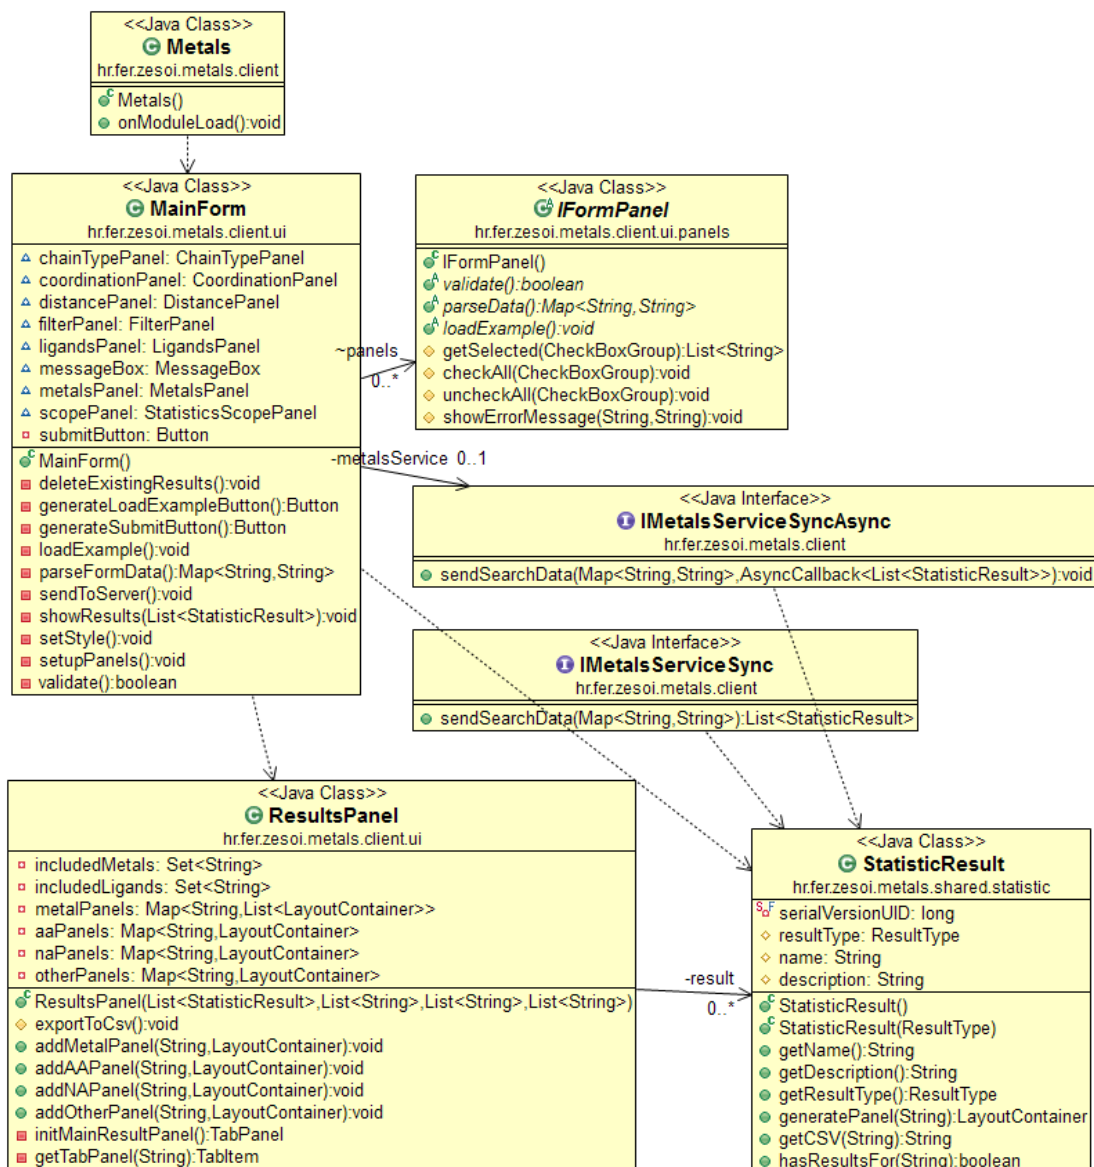 <<Java Class>>
Metals
hr.fer.zesoi.metals.client
Metals()
onModuleLoad():void
<<Java Class>>
MainForm
hr.fer.zesoi.metals.client.ui
chainTypePanel: ChainTypePanel
coordinationPanel: CoordinationPanel
distancePanel: DistancePanel
filterPanel: FilterPanel
ligandsPanel: LigandsPanel
messageBox: MessageBox
metalsPanel: MetalsPanel
scopePanel: StatisticsScopePanel
submitButton: Button
MainForm()
deleteExistingResults():void
generateLoadExampleButton():Button
generateSubmitButton():Button
loadExample():void
parseFormData():Map<String,String>
sendToServer():void
showResults(List<StatisticResult>):void
setStyle():void
setupPanels():void
validate():boolean
~panels
0..*
<<Java Class>>
IFormPanel
hr.fer.zesoi.metals.client.ui.panels
IFormPanel()
validate():boolean
parseData():Map<String,String>
loadExample():void
getSelected(CheckBoxGroup):List<String>
checkAll(CheckBoxGroup):void
uncheckAll(CheckBoxGroup):void
showErrorMessage(String,String):void
-metalsService 0..1
<<Java Interface>>
IMetalsServiceSyncAsync
hr.fer.zesoi.metals.client
sendSearchData(Map<String,String>,AsyncCallback<List<StatisticResult>>):void
<<Java Interface>>
IMetalsServiceSync
hr.fer.zesoi.metals.client
sendSearchData(Map<String,String>):List<StatisticResult>
<<Java Class>>
ResultsPanel
hr.fer.zesoi.metals.client.ui
includedMetals: Set<String>
includedLigands: Set<String>
metalPanels: Map<String,List<LayoutContainer>>
aaPanels: Map<String,LayoutContainer>
naPanels: Map<String,LayoutContainer>
otherPanels: Map<String,LayoutContainer>
ResultsPanel(List<StatisticResult>,List<String>,List<String>,List<String>)
exportToCsv():void
addMetalPanel(String,LayoutContainer):void
addAAPanel(String,LayoutContainer):void
addNAPanel(String,LayoutContainer):void
addOtherPanel(String,LayoutContainer):void
initMainResultPanel():TabPanel
getTabPanel(String):TabItem
-result
0..*
<<Java Class>>
StatisticResult
hr.fer.zesoi.metals.shared.statistic
serialVersionUID: long
resultType: ResultType
name: String
description: String
StatisticResult()
StatisticResult(ResultType)
getName():String
getDescription():String
getResultType():ResultType
generatePanel(String):LayoutContainer
getCSV(String):String
hasResultsFor(String):boolean